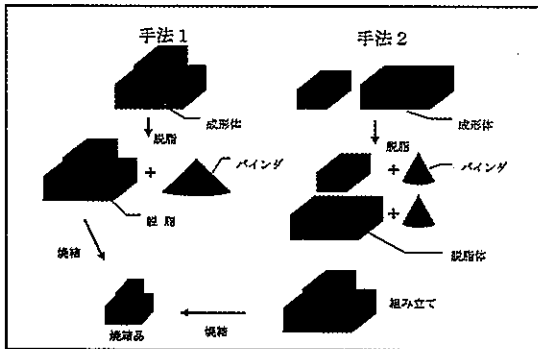 手法1
手法2
成形体
脱脂
+
バインダ
脱 脂
焼結
焼結品
成形体
脱脂
+
バインダ
+
脱脂体
組み立て
焼結